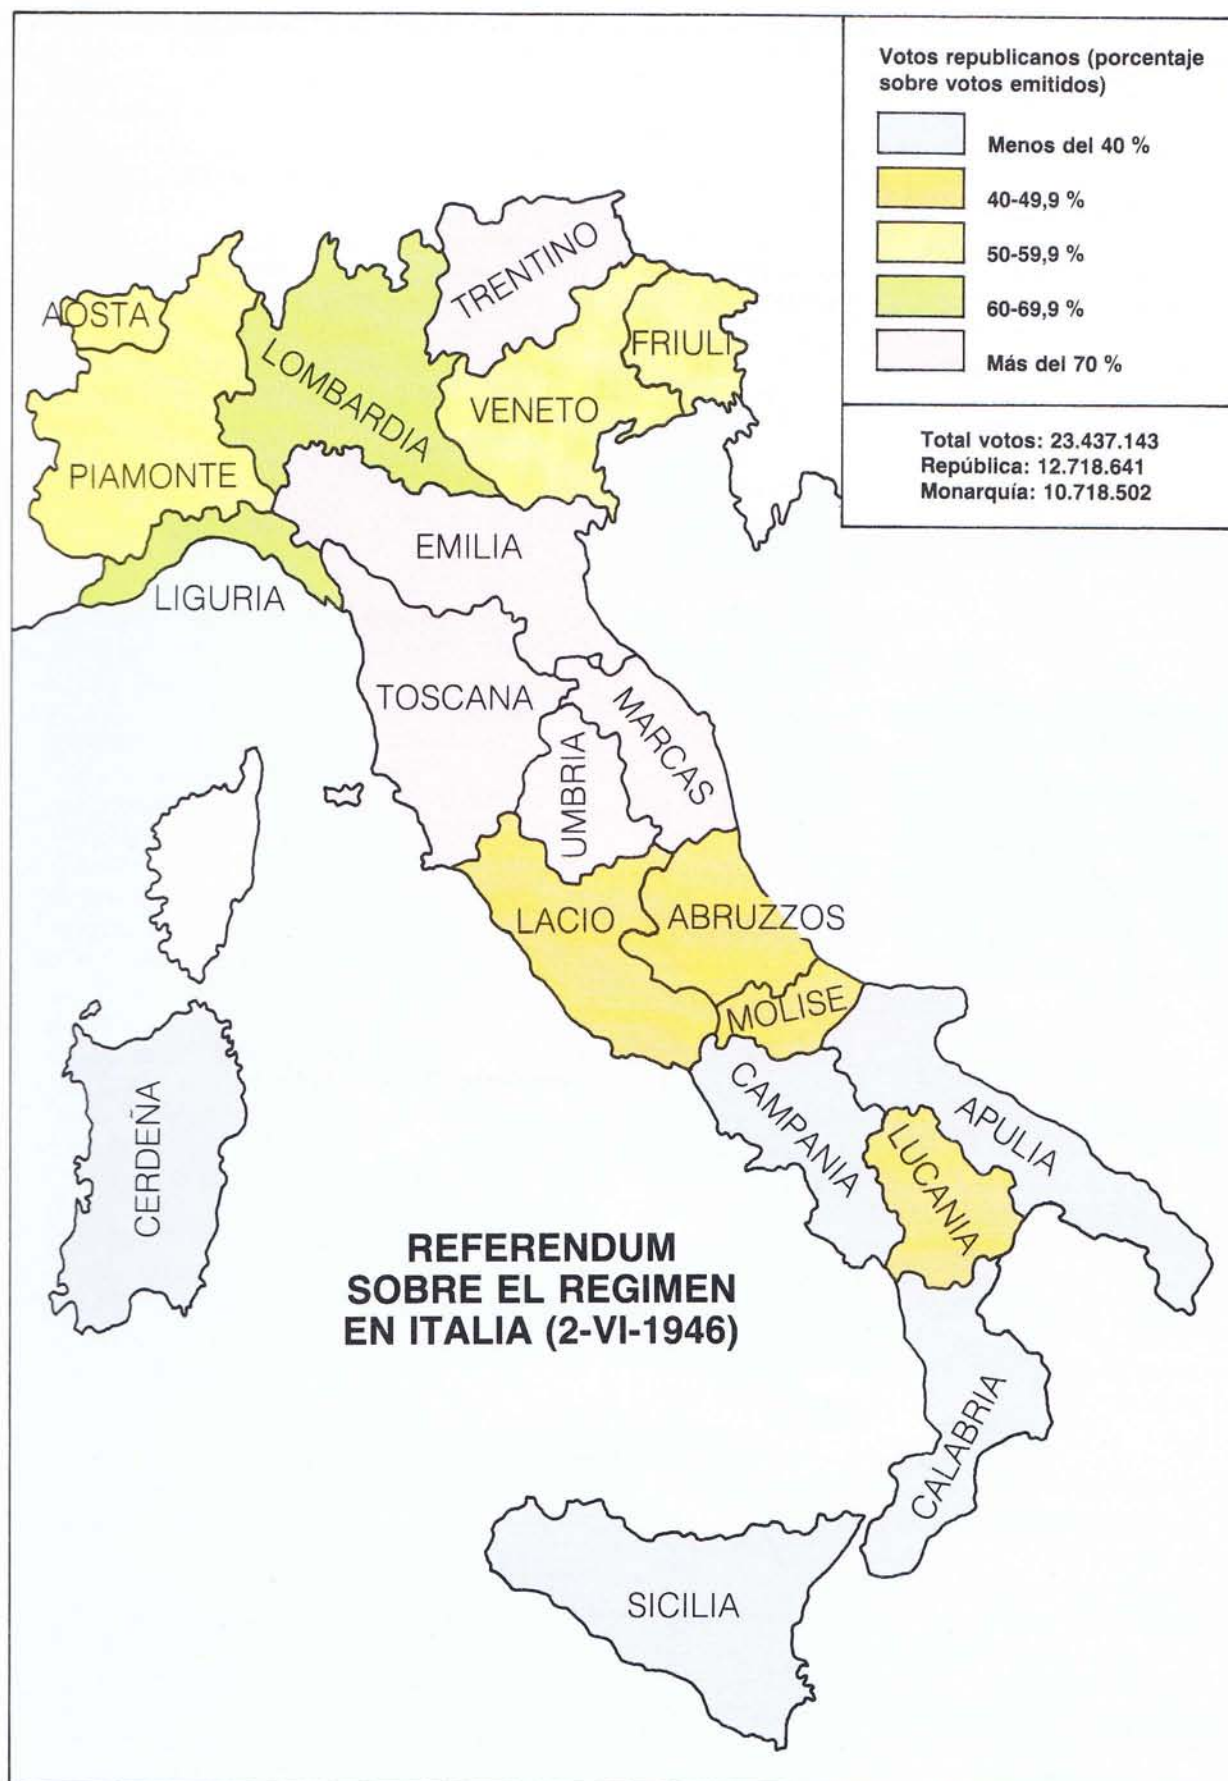 Votos republicanos (porcentaje
sobre votos emitidos)
Menos del 40 %
40-49,9 %
50-59,9 %
60-69,9 %
Más del 70 %
Total votos: 23.437.143
República: 12.718.641
Monarquía: 10.718.502
TRENTINO
AOSTA
FRIULI
LOMBARDIA
VENETO
PIAMONTE
EMILIA
LIGURIA
TOSCANA
MARCAS
UMBRIA
LACIO
ABRUZZOS
MOLISE
CAMPANIA
APULIA
CERDEÑA
LUCANIA
REFERENDUM
SOBRE EL REGIMEN
EN ITALIA (2-VI-1946)
CALABRIA
SICILIA